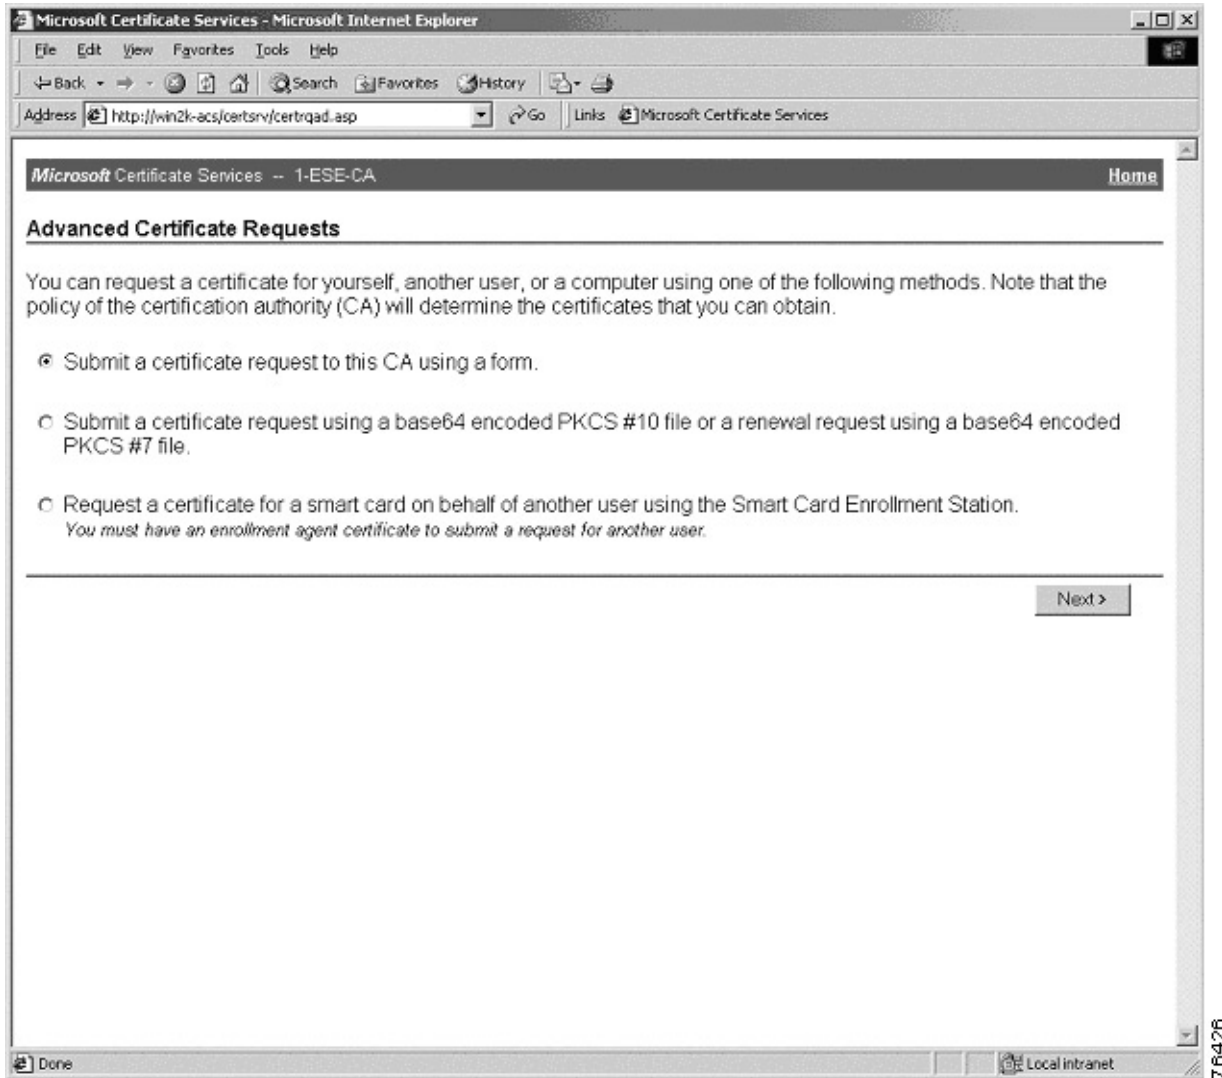 Microsoft Certificate Services - Microsoft Internet Explorer
File Edit View Favorites Tools Help
Back Search Favorites History
Address http://win2k-acs/certsrv/certrqad.asp Go Links Microsoft Certificate Services
Microsoft Certificate Services -- 1-ESE-CA Home
Advanced Certificate Requests
You can request a certificate for yourself, another user, or a computer using one of the following methods. Note that the
policy of the certification authority (CA) will determine the certificates that you can obtain.
Submit a certificate request to this CA using a form.
Submit a certificate request using a base64 encoded PKCS #10 file or a renewal request using a base64 encoded
PKCS #7 file.
Request a certificate for a smart card on behalf of another user using the Smart Card Enrollment Station.
You must have an enrollment agent certificate to submit a request for another user.
Next >
Done Local intranet
76426